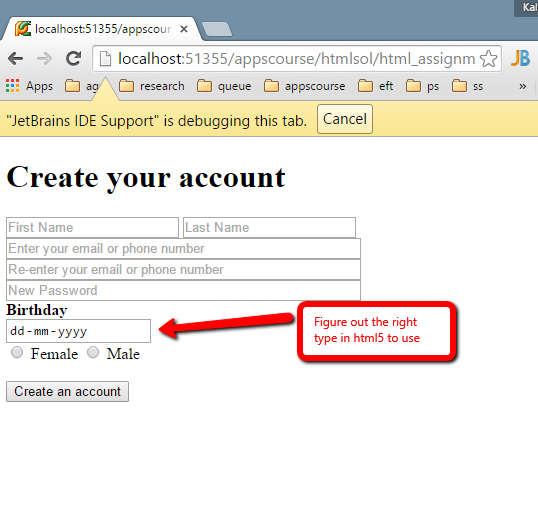 Kal
localhost:51355/appscour
localhost:51355/appscourse/htmlsol/html_assignm
Apps ag research queue appscourse eft ps ss »
"JetBrains IDE Support" is debugging this tab. Cancel
Create your account
First Name Last Name
Enter your email or phone number
Re-enter your email or phone number
New Password
Birthday
dd-mm-yyyy
Figure out the right
type in html5 to use
Female Male
Create an account